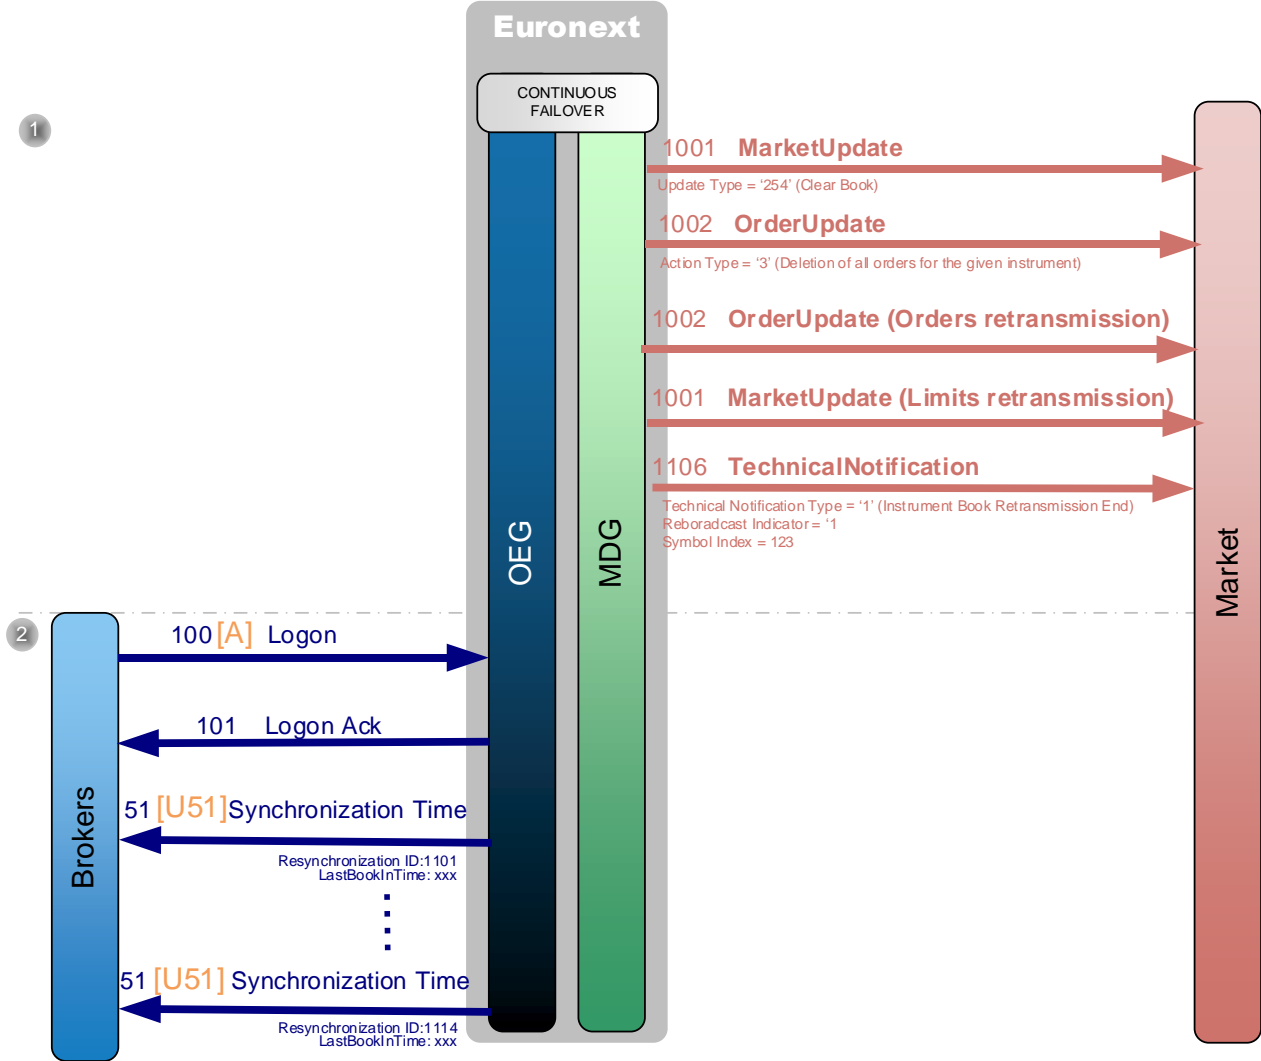 Euronext
CONTINUOUS
FAILOVER
1
1001 MarketUpdate
Update Type = ‘254’ (Clear Book)
1002 OrderUpdate
Action Type = ‘3’ (Deletion of all orders for the given instrument)
1002 OrderUpdate (Orders retransmission)
1001 MarketUpdate (Limits retransmission)
1106 TechnicalNotification
Technical Notification Type = ‘1’ (Instrument Book Retransmission End)
Reboradcast Indicator = ‘1
Symbol Index = 123
OEG
MDG
Market
2
100 [A] Logon
101 Logon Ack
51 [U51] Synchronization Time
Resynchronization ID:1101
LastBookInTime: xxx
Brokers
51 [U51] Synchronization Time
Resynchronization ID:1114
LastBookInTime: xxx